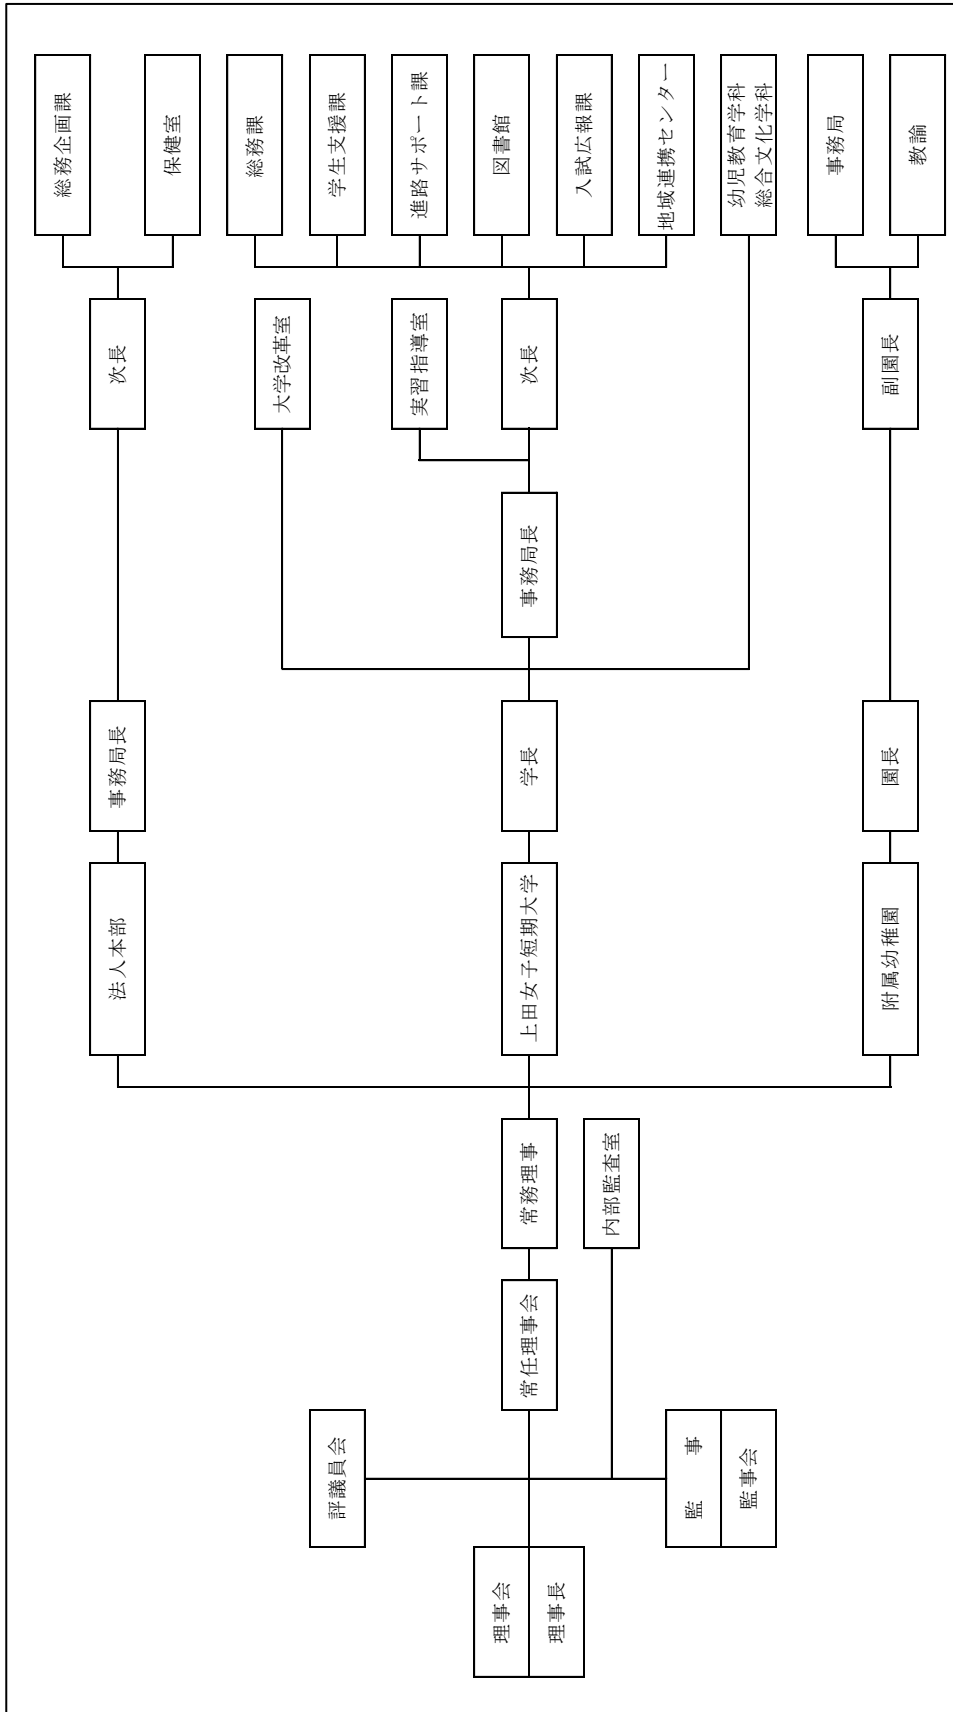 理事会
理事長
評議員会
監　事
監事会
常任理事会
内部監査室
常務理事
法人本部
事務局長
次長
総務企画課
保健室
上田女子短期大学
学長
大学改革室
事務局長
実習指導室
次長
総務課
学生支援課
進路サポート課
図書館
入試広報課
地域連携センター
幼児教育学科
総合文化学科
附属幼稚園
園長
副園長
事務局
教諭